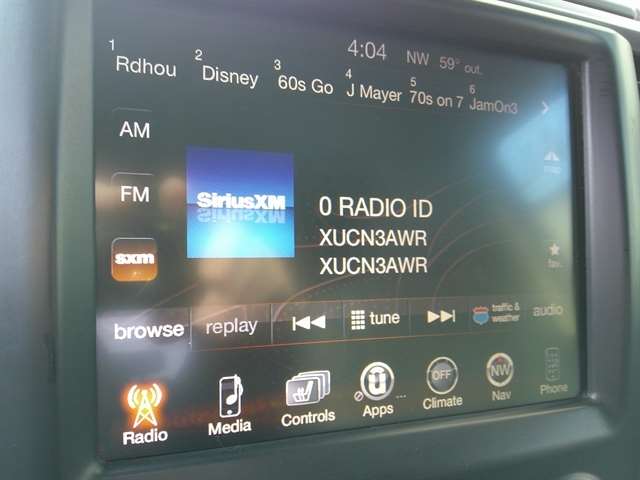 4:04 NW 59° out.
1 Rdhou 2 Disney 3 60s Go 4 J Mayer 5 70s on 7 6 JamOn3
AM
FM
sxm
SiriusXM
0 RADIO ID
XUCN3AWR
XUCN3AWR
fav.
browse replay tune traffic & weather audio
Radio Media Controls Apps ... OFF Climate NW Nav Phone